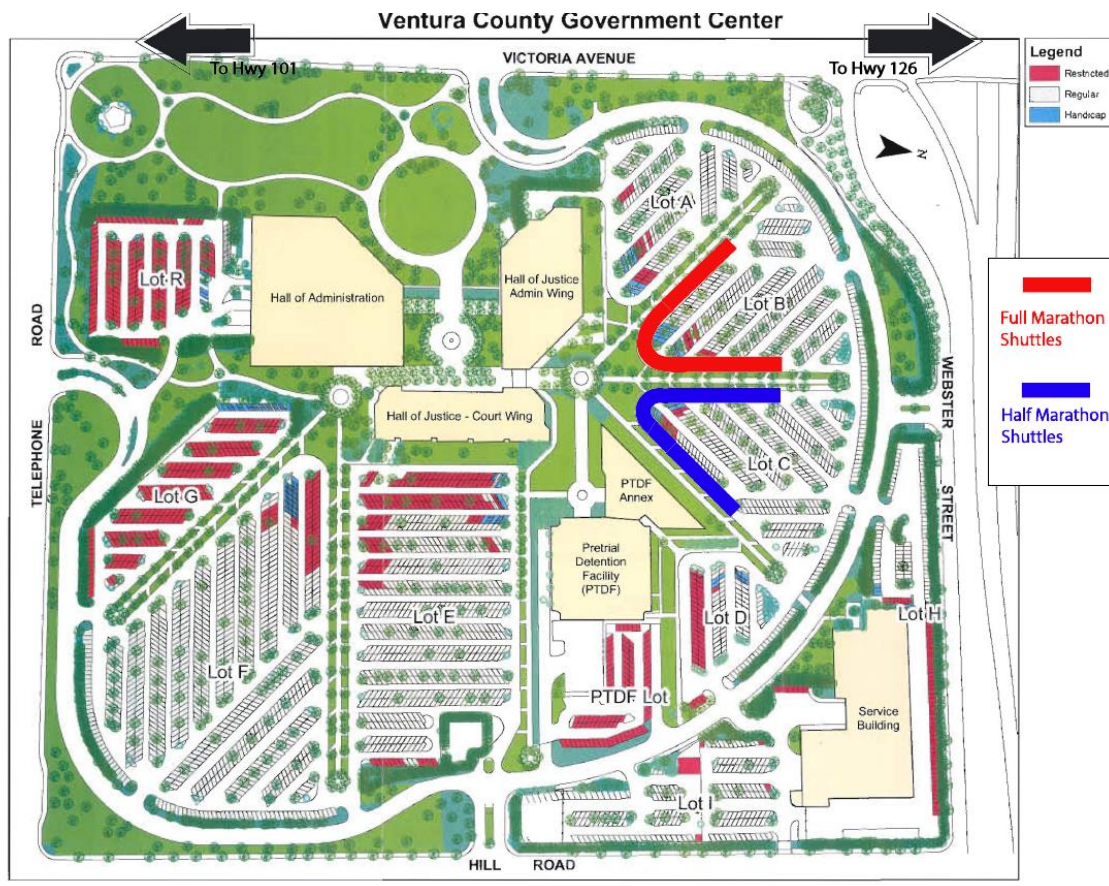 Ventura County Government Center
To Hwy 101
VICTORIA AVENUE
To Hwy 126
Legend
Restricted
Regular
Handicap
N
Lot A
Lot R
Hall of Administration
Hall of Justice
Admin Wing
Lot B
Full Marathon
Shuttles
ROAD
TELEPHONE
WEBSTER
STREET
Half Marathon
Shuttles
Hall of Justice - Court Wing
Lot C
PTDF
Annex
Lot G
Pretrial
Detention
Facility
(PTDF)
Lot E
Lot D
Lot H
Lot F
PTDF Lot
Service
Building
Lot I
HILL ROAD